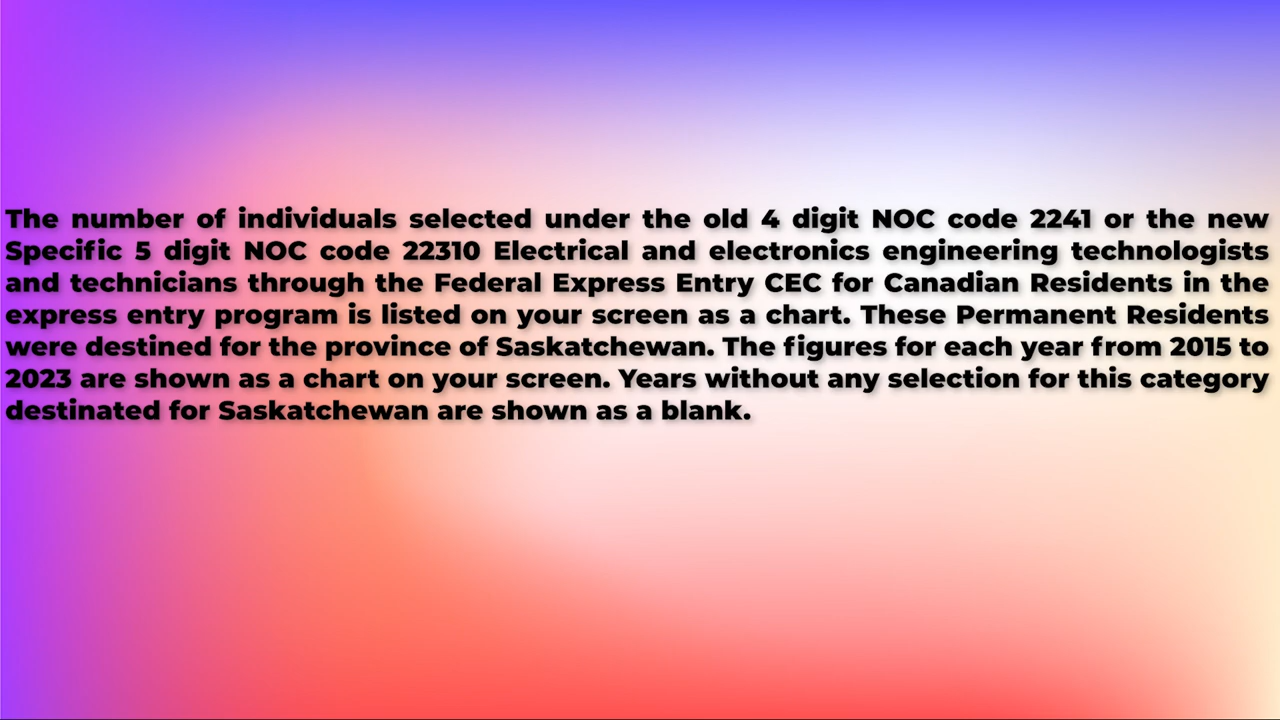 The number of individuals selected under the old 4 digit NOC code 2241 or the new
Specific 5 digit NOC code 22310 Electrical and electronics engineering technologists
and technicians through the Federal Express Entry CEC for Canadian Residents in the
express entry program is listed on your screen as a chart. These Permanent Residents
were destined for the province of Saskatchewan. The figures for each year from 2015 to
2023 are shown as a chart on your screen. Years without any selection for this category
destinated for Saskatchewan are shown as a blank.